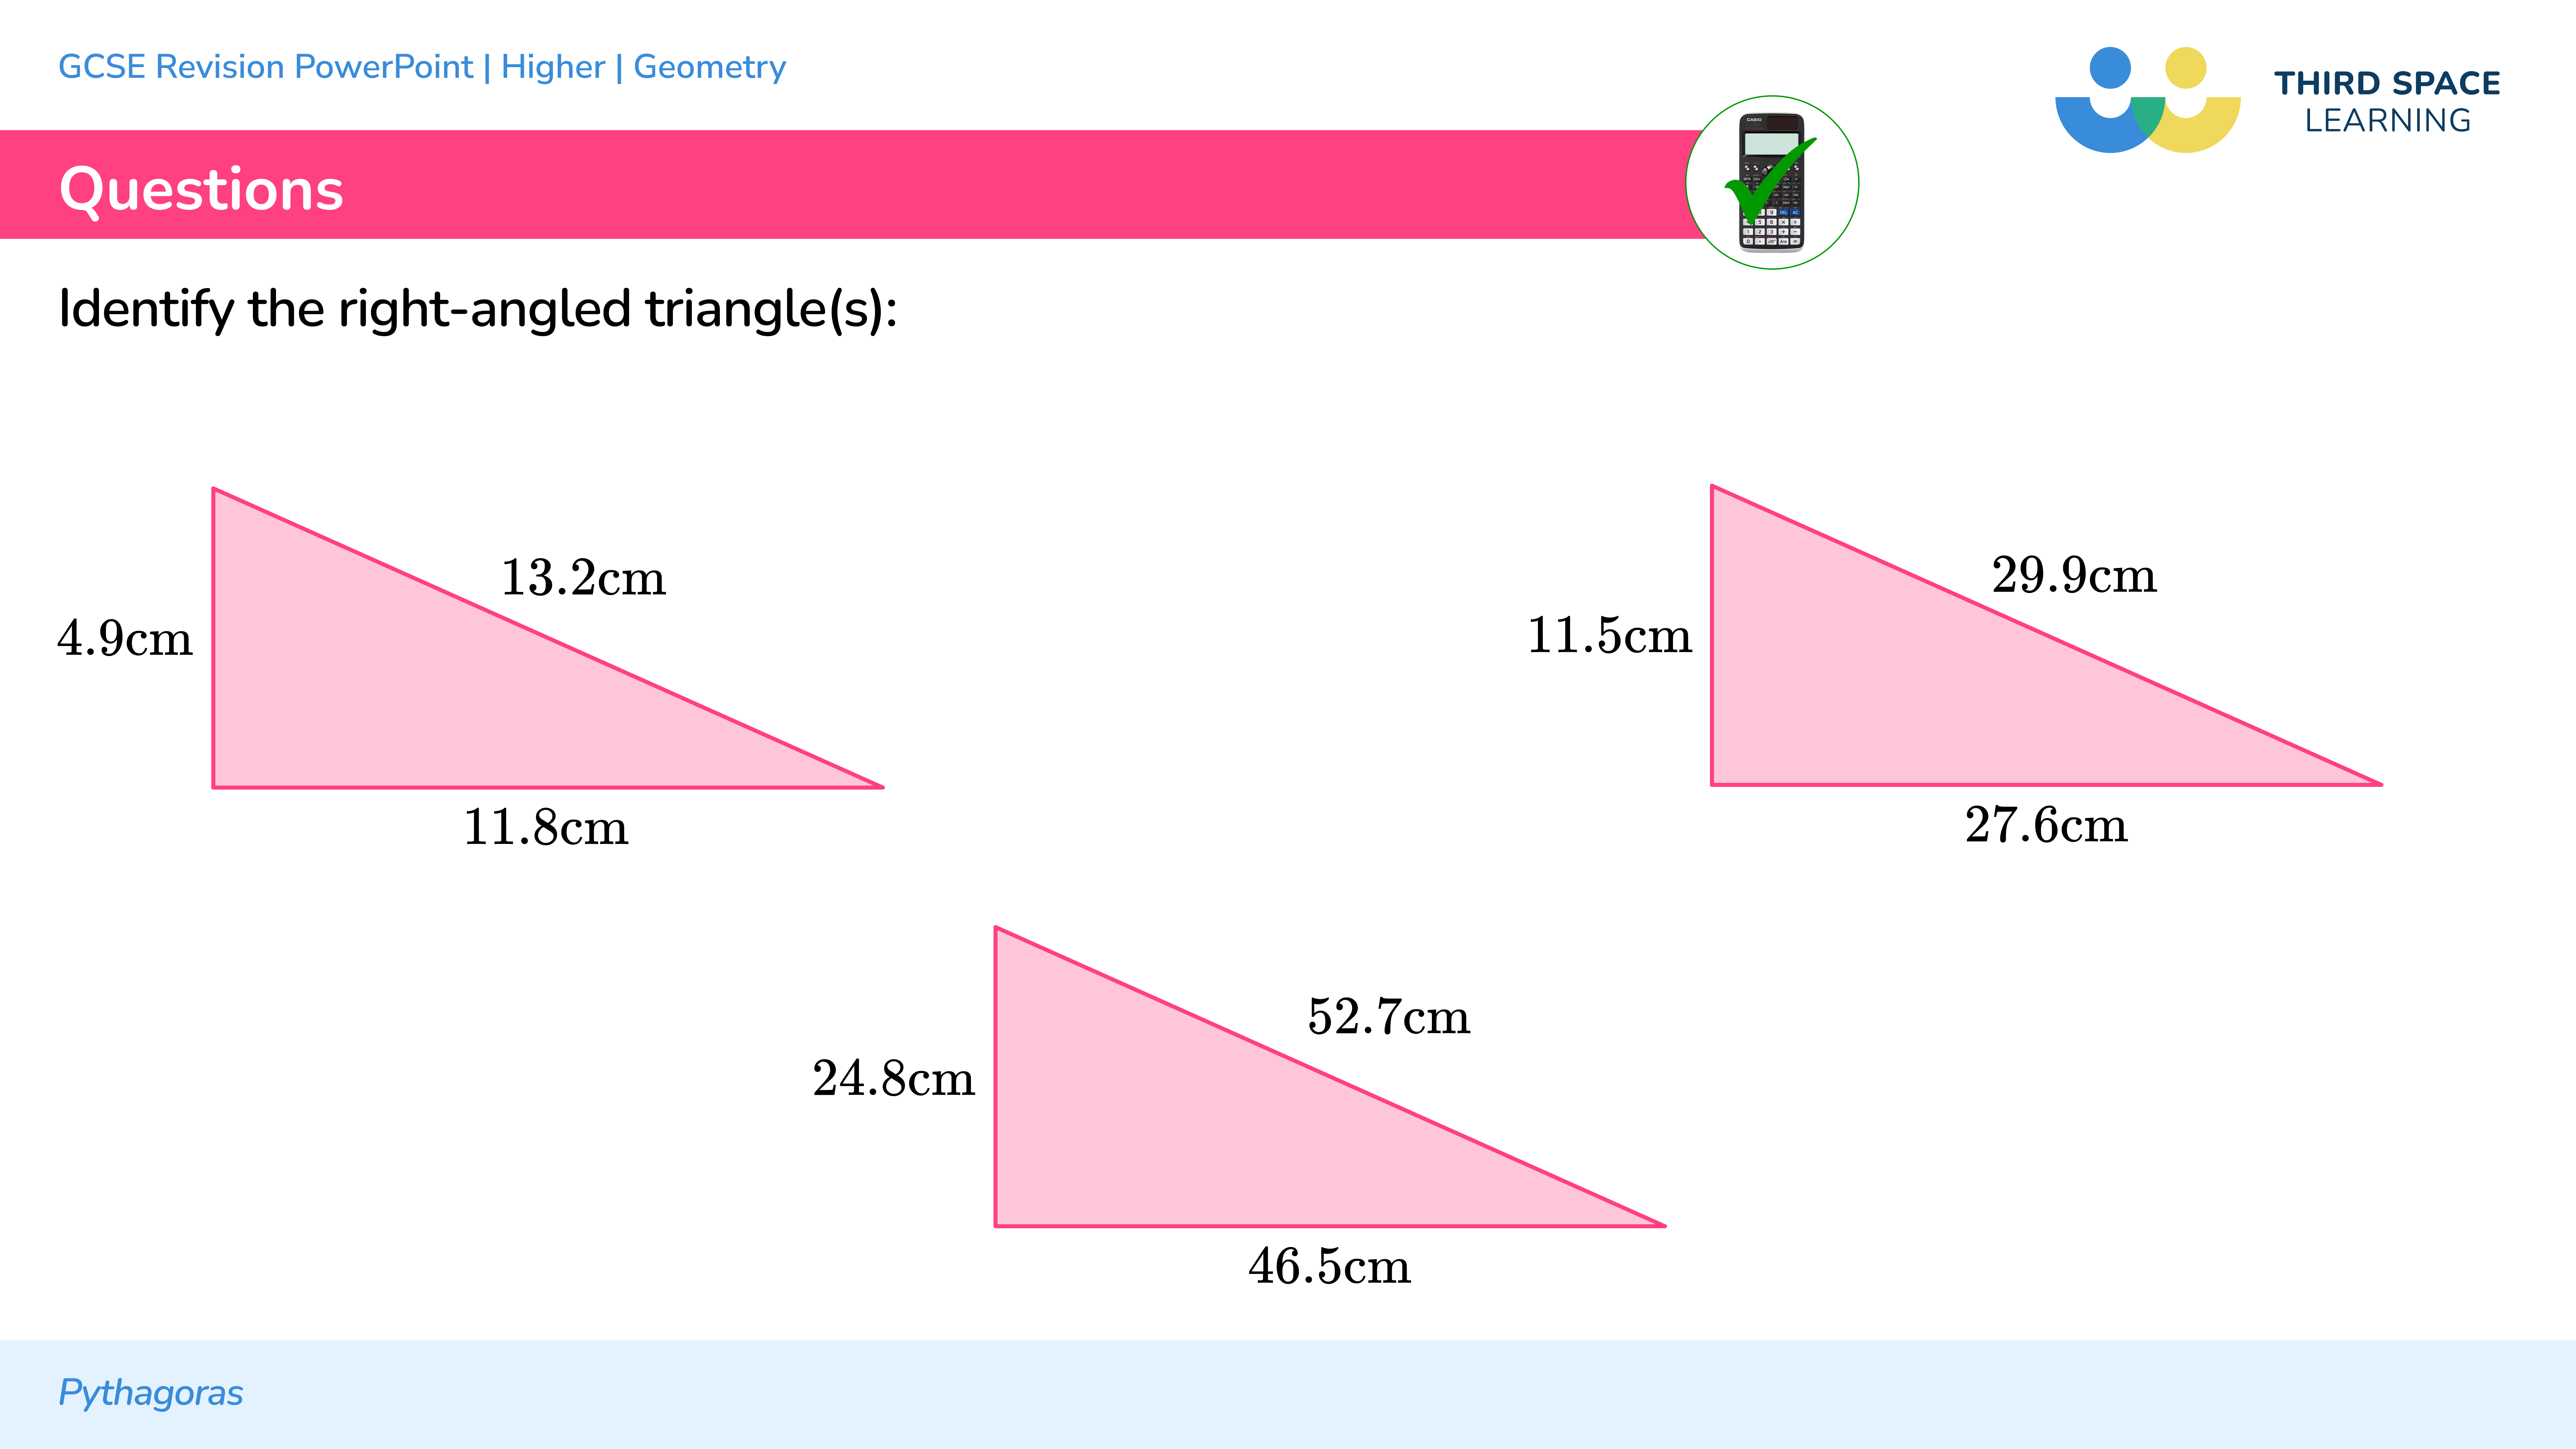 GCSE Revision PowerPoint | Higher | Geometry
THIRD SPACE
LEARNING
Questions
Identify the right-angled triangle(s):
13.2cm
4.9cm
11.8cm
29.9cm
11.5cm
27.6cm
52.7cm
24.8cm
46.5cm
Pythagoras